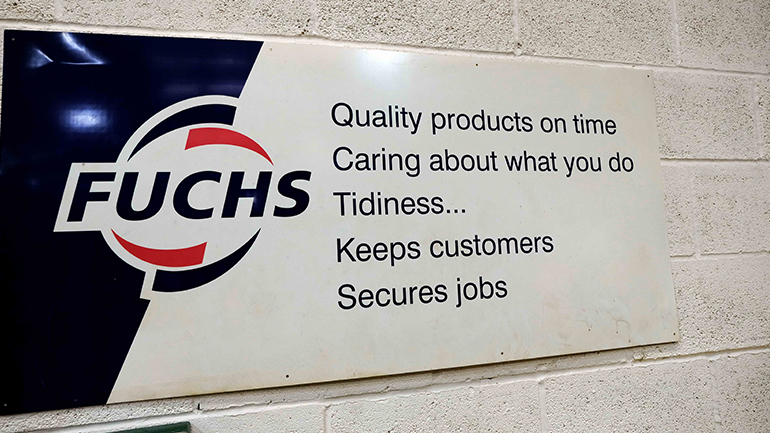 FUCHS
Quality products on time
Caring about what you do
Tidiness...
Keeps customers
Secures jobs